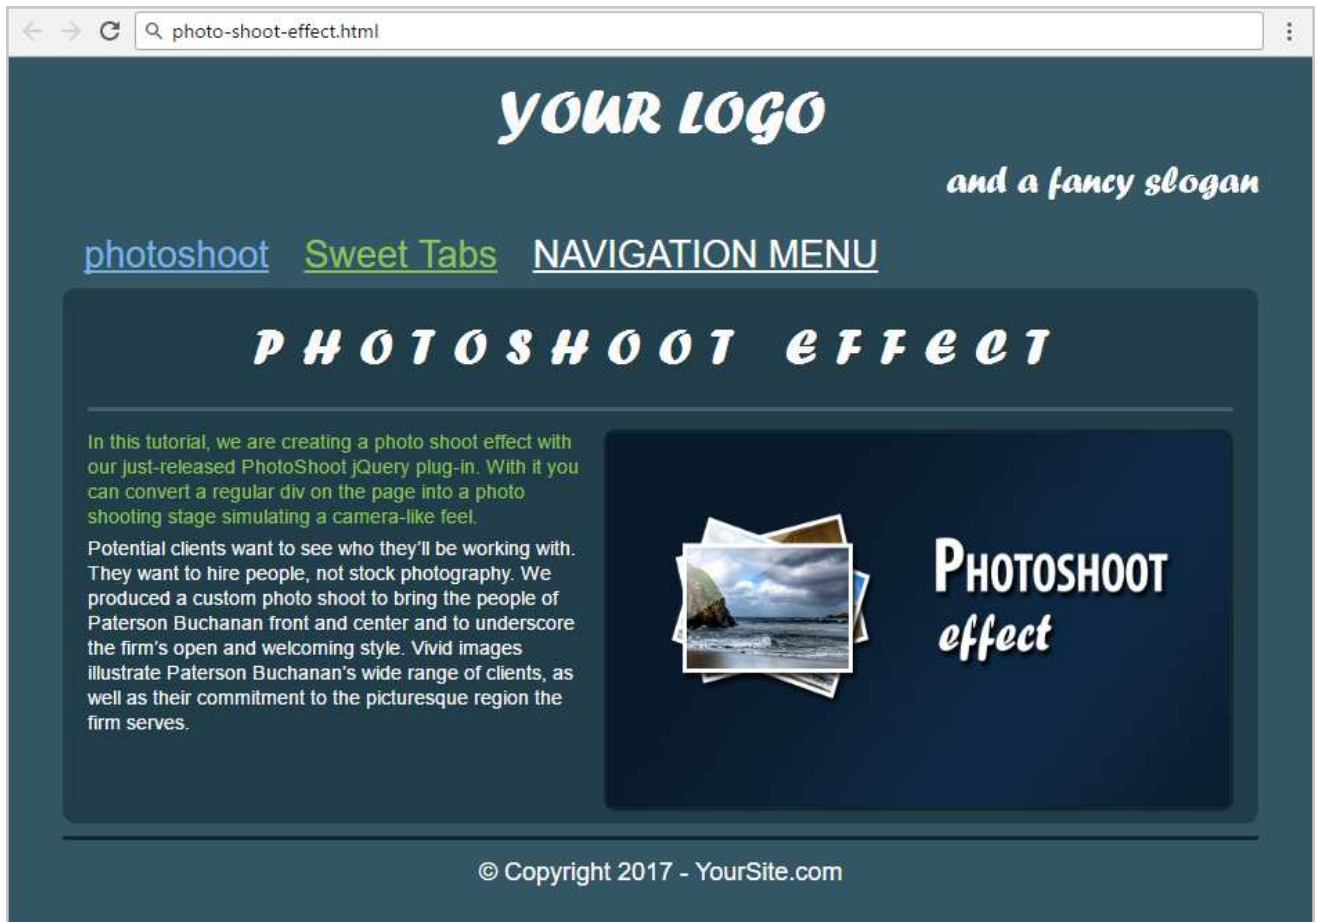 photo-shoot-effect.html
YOUR LOGO
and a fancy slogan
photoshoot Sweet Tabs NAVIGATION MENU
PHOTOSHOOT EFFECT
In this tutorial, we are creating a photo shoot effect with
our just-released PhotoShoot jQuery plug-in. With it you
can convert a regular div on the page into a photo
shooting stage simulating a camera-like feel.
Potential clients want to see who they’ll be working with.
They want to hire people, not stock photography. We
produced a custom photo shoot to bring the people of
Paterson Buchanan front and center and to underscore
the firm’s open and welcoming style. Vivid images
illustrate Paterson Buchanan’s wide range of clients, as
well as their commitment to the picturesque region the
firm serves.
PHOTOSHOOT
effect
© Copyright 2017 - YourSite.com